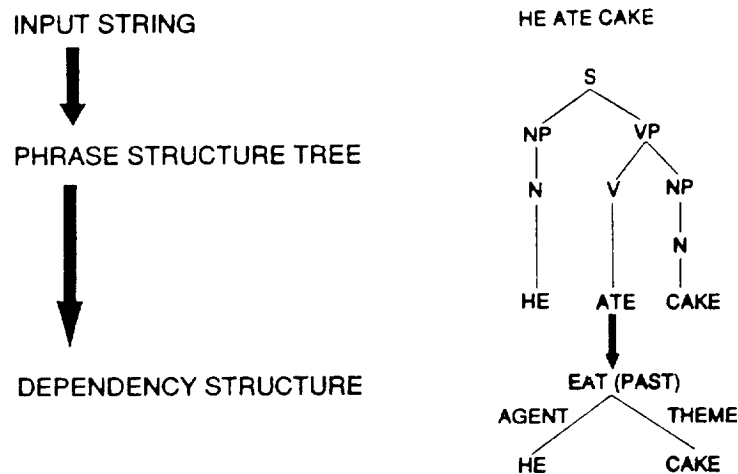 INPUT STRING
HE ATE CAKE
S
NP VP
PHRASE STRUCTURE TREE
N V NP
N
HE ATE CAKE
DEPENDENCY STRUCTURE
EAT (PAST)
AGENT THEME
HE CAKE